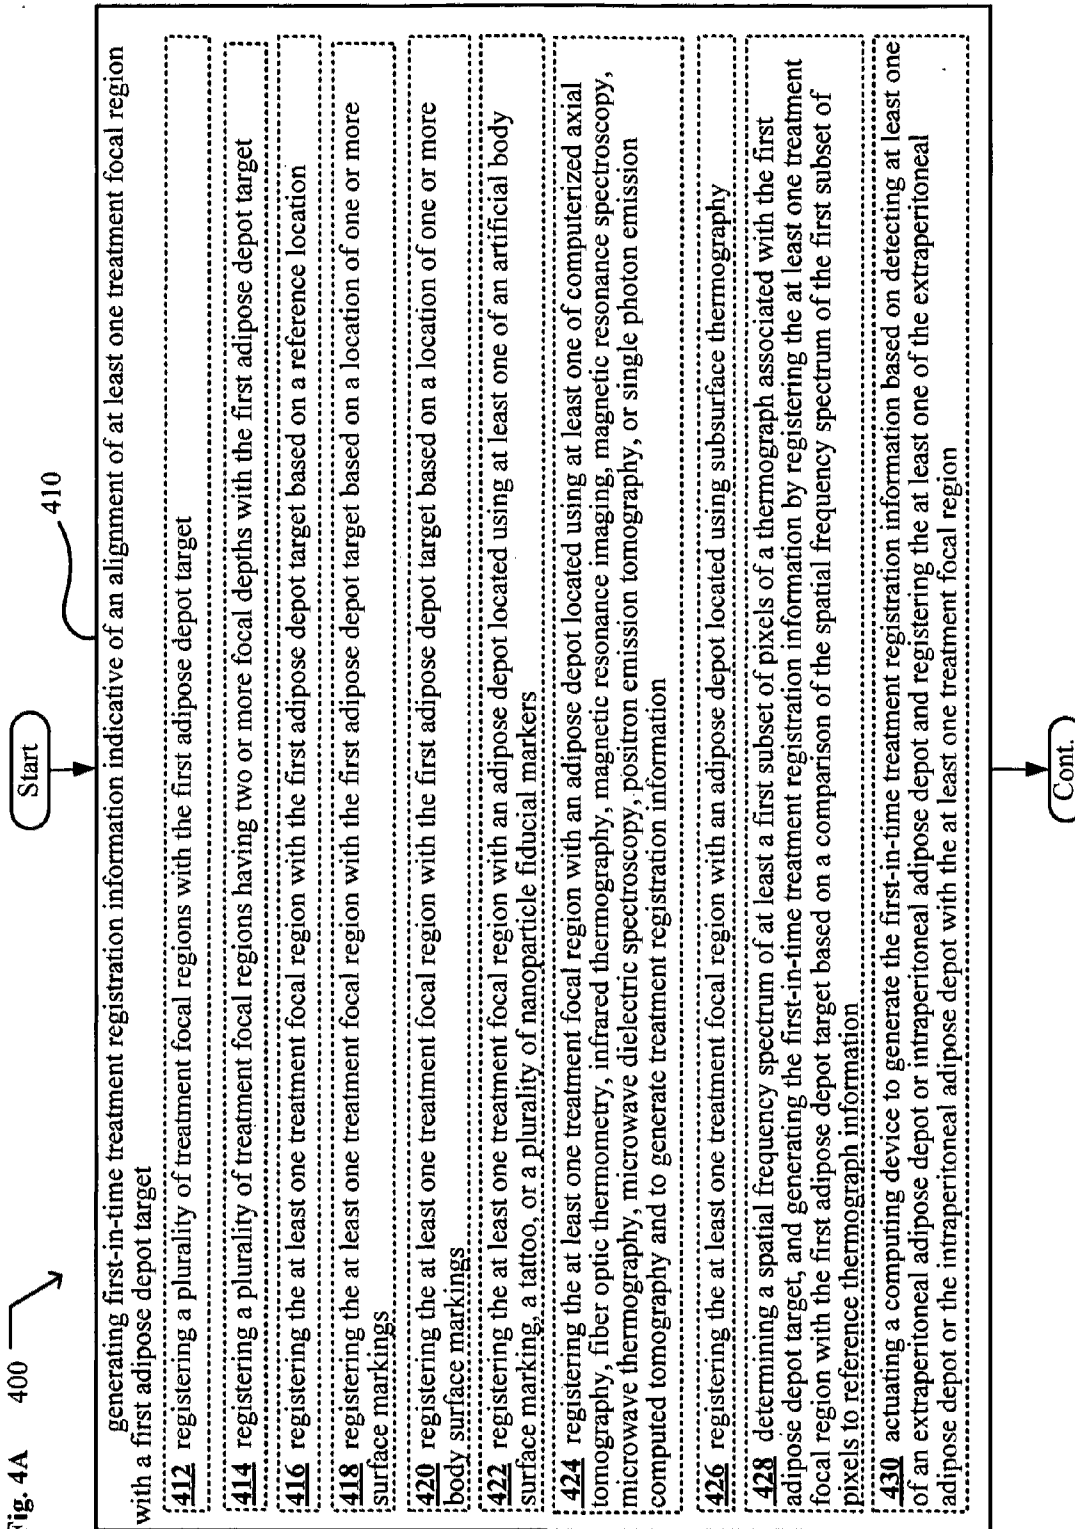 Fig. 4A
400
Start
410
generating first-in-time treatment registration information indicative of an alignment of at least one treatment focal region
with a first adipose depot target
412 registering a plurality of treatment focal regions with the first adipose depot target
414 registering a plurality of treatment focal regions having two or more focal depths with the first adipose depot target
416 registering the at least one treatment focal region with the first adipose depot target based on a reference location
418 registering the at least one treatment focal region with the first adipose depot target based on a location of one or more
surface markings
420 registering the at least one treatment focal region with the first adipose depot target based on a location of one or more
body surface markings
422 registering the at least one treatment focal region with an adipose depot located using at least one of an artificial body
surface marking, a tattoo, or a plurality of nanoparticle fiducial markers
424 registering the at least one treatment focal region with an adipose depot located using at least one of computerized axial
tomography, fiber optic thermometry, infrared thermography, magnetic resonance imaging, magnetic resonance spectroscopy,
microwave thermography, microwave dielectric spectroscopy, positron emission tomography, or single photon emission
computed tomography and to generate treatment registration information
426 registering the at least one treatment focal region with an adipose depot located using subsurface thermography
428 determining a spatial frequency spectrum of at least a first subset of pixels of a thermograph associated with the first
adipose depot target, and generating the first-in-time treatment registration information by registering the at least one treatment
focal region with the first adipose depot target based on a comparison of the spatial frequency spectrum of the first subset of
pixels to reference thermograph information
430 actuating a computing device to generate the first-in-time treatment registration information based on detecting at least one
of an extraperitoneal adipose depot or intraperitoneal adipose depot and registering the at least one of the extraperitoneal
adipose depot or the intraperitoneal adipose depot with the at least one treatment focal region
Cont.